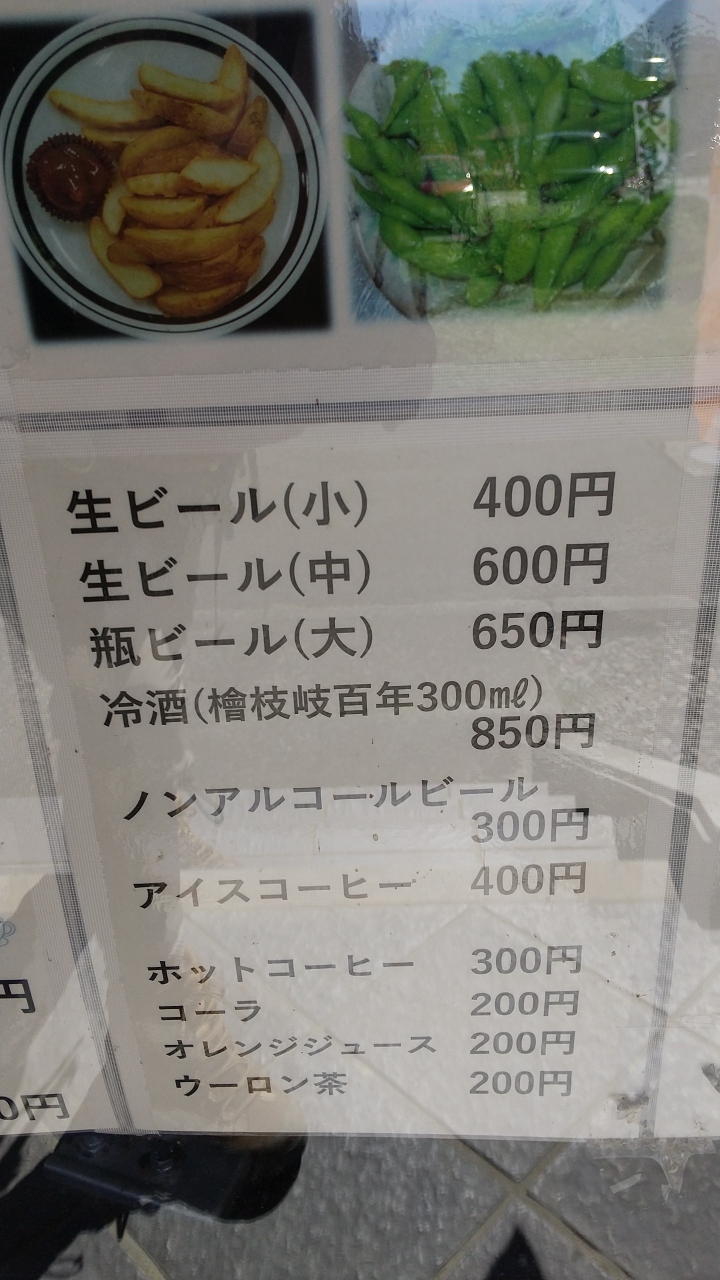 生ビール(小) 400円
生ビール(中) 600円
瓶ビール(大) 650円
冷酒(檜枝岐百年300㎖)
850円
ノンアルコールビール
300円
アイスコーヒー 400円
ホットコーヒー 300円
コーラ 200円
オレンジジュース 200円
ウーロン茶 200円
円
0円